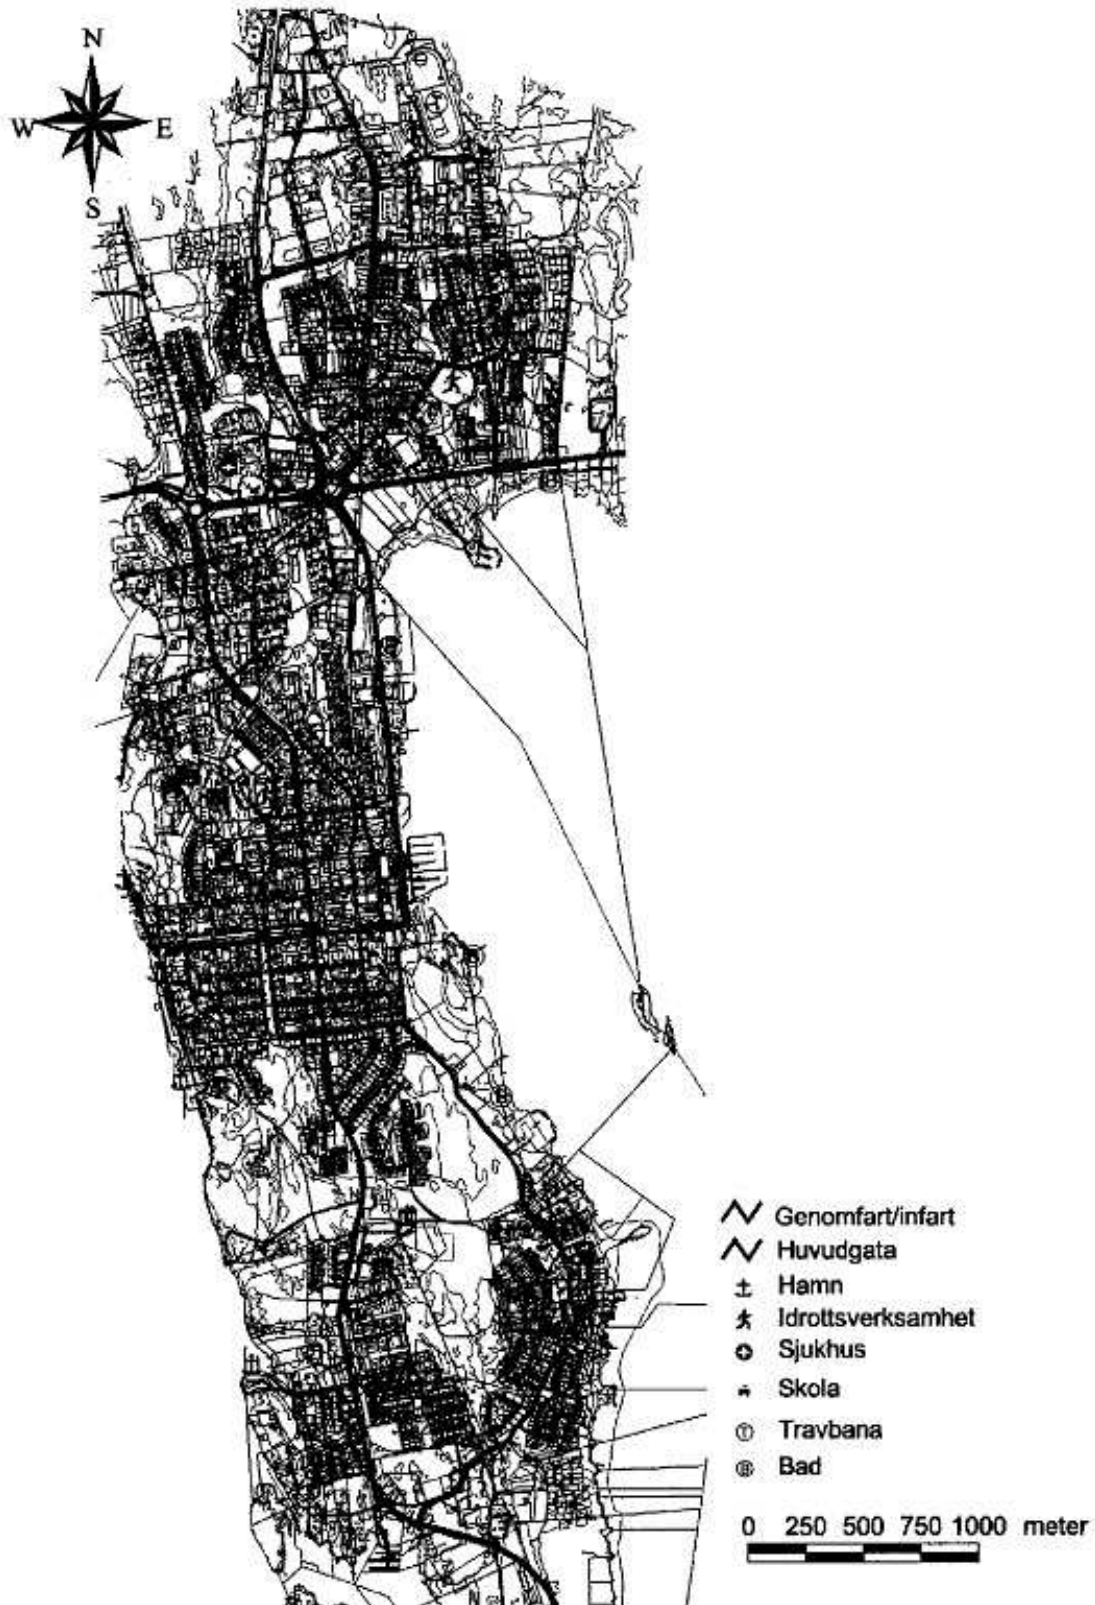 N
W E
S
Genomfart/infart
Huvudgata
Hamn
Idrottsverksamhet
Sjukhus
Skola
Travbana
Bad
0 250 500 750 1000 meter